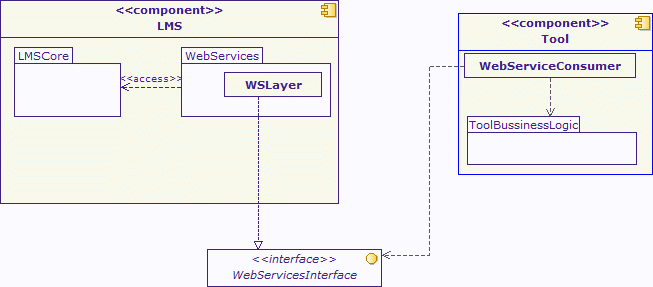 <<component>>
LMS
LMSCore
<<access>>
WebServices
WSLayer
<<component>>
Tool
WebServiceConsumer
ToolBussinessLogic
<<interface>>
WebServicesInterface